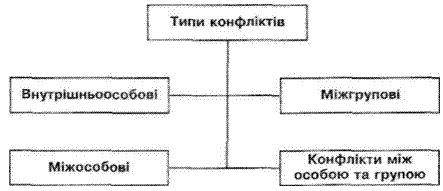 Типи конфліктів
Внутрішньоособові
Міжгрупові
Міжособові
Конфлікти між
особою та групою